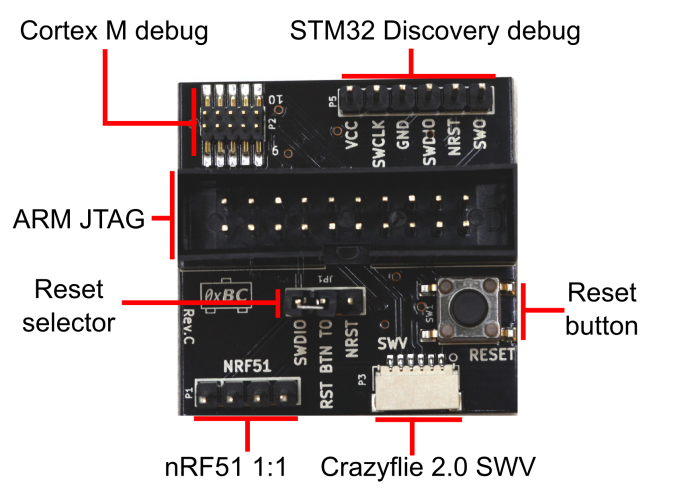 Cortex M debug
STM32 Discovery debug
10
P2
9
P5
VCC
SWCLK
GND
SWDIO
NRST
SWO
ARM JTAG
Reset
selector
0xBC
Rev.C
JP1
SWDIO
RST BTN TO
NRST
SW1
RESET
Reset
button
NRF51
P1
SWV
P3
nRF51 1:1
Crazyflie 2.0 SWV